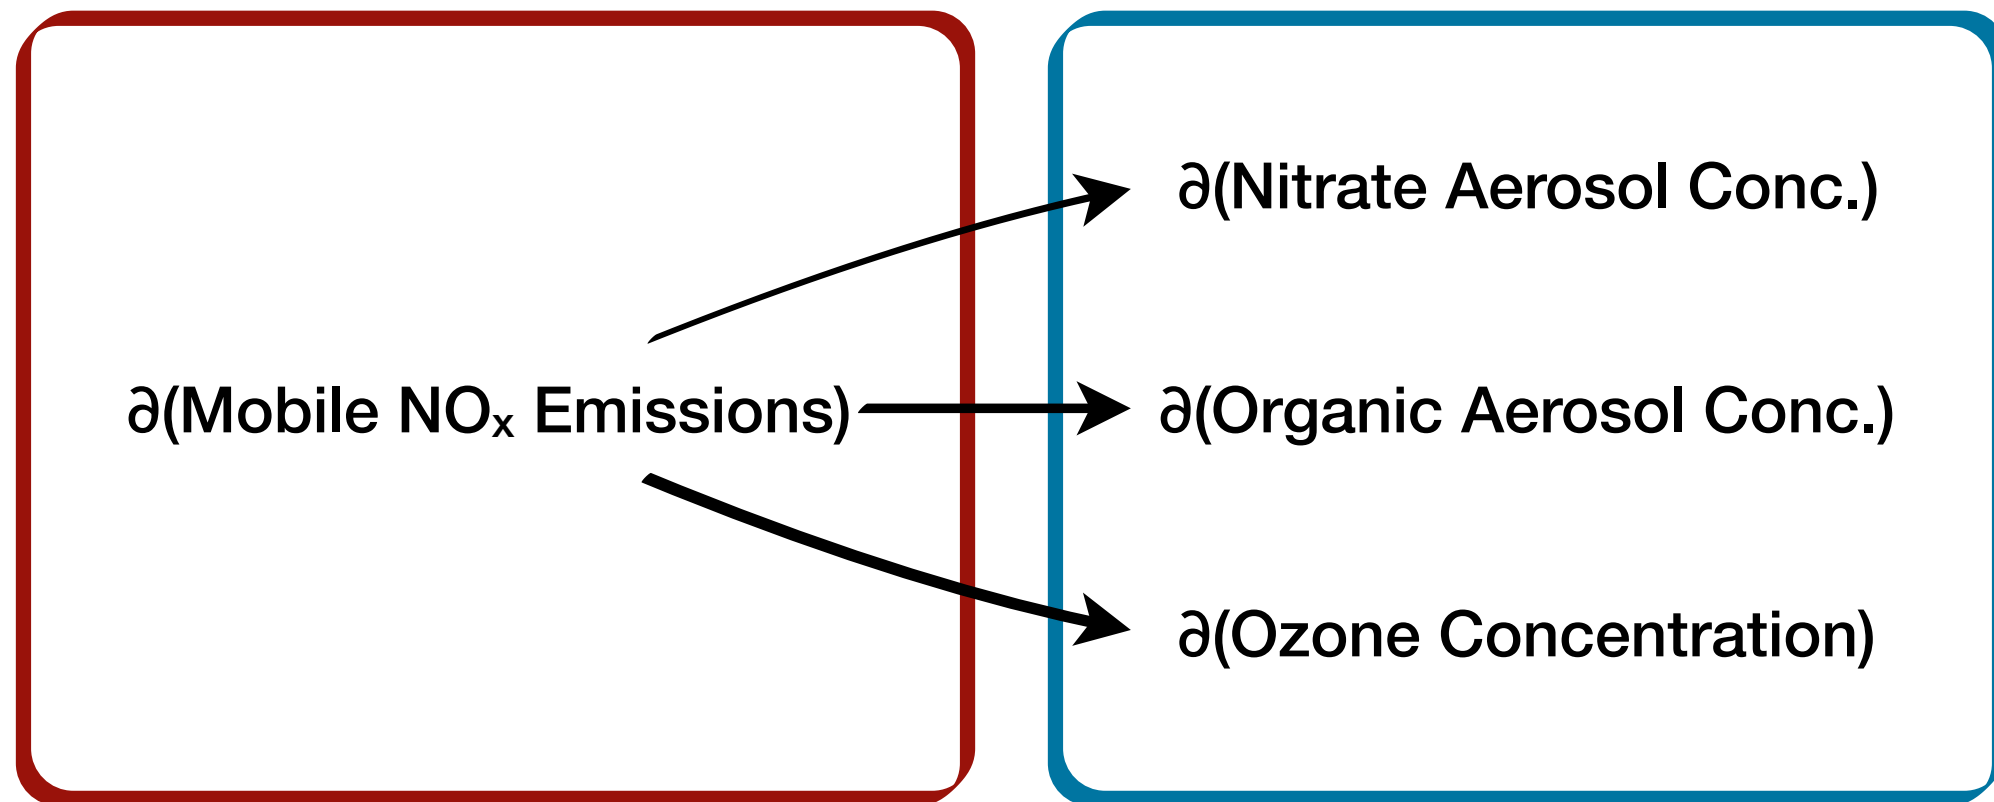 ∂(Nitrate Aerosol Conc.)
∂(Mobile NOₓ Emissions)
∂(Organic Aerosol Conc.)
∂(Ozone Concentration)